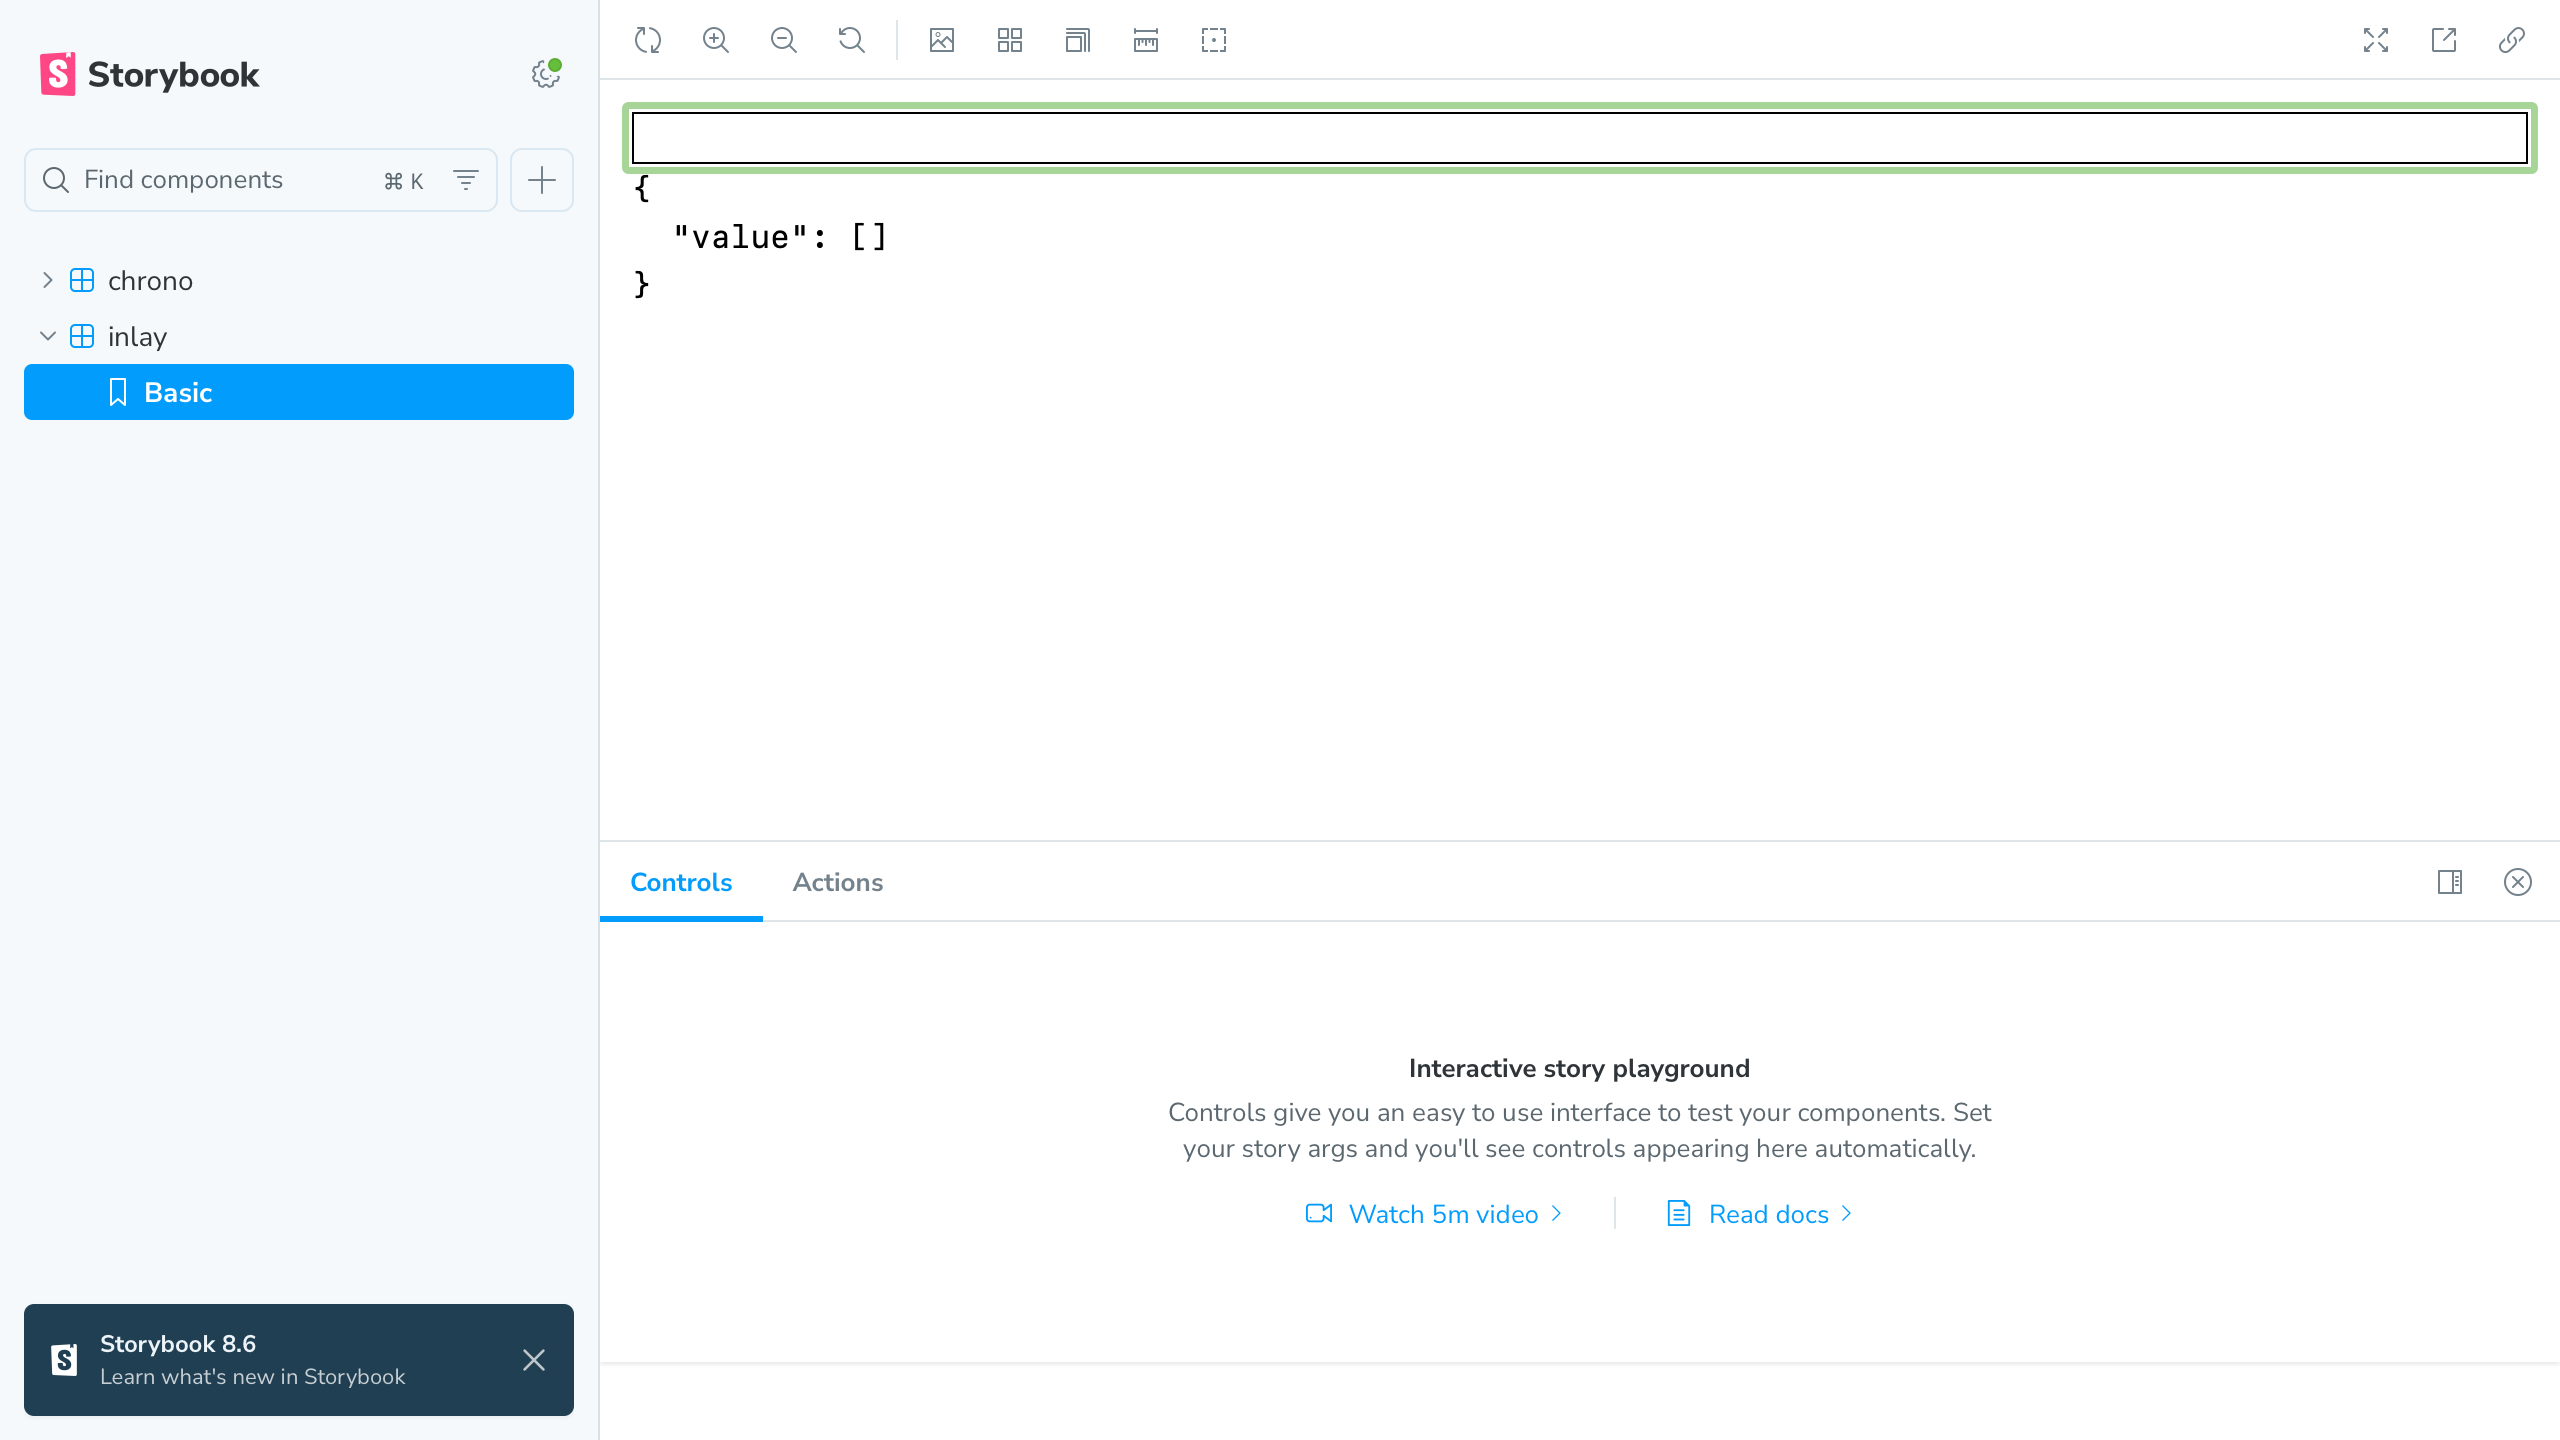 Storybook
Find components
⌘ K
chrono
inlay
Basic
{
"value": []
}
Controls
Actions
Interactive story playground
Controls give you an easy to use interface to test your components. Set
your story args and you'll see controls appearing here automatically.
Watch 5m video
Read docs
Storybook 8.6
Learn what's new in Storybook